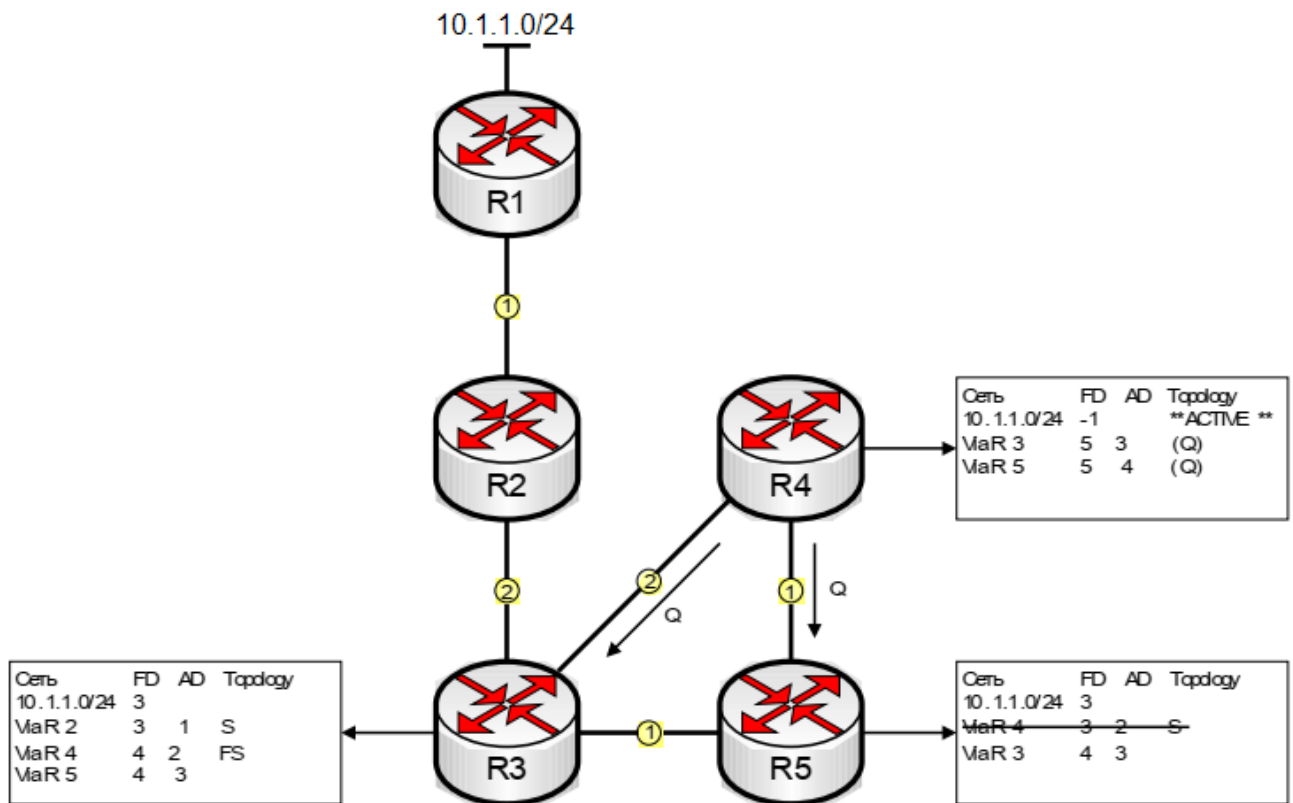 10.1.1.0/24
R1
1
R2
R4
Сеть FD AD Topology
10.1.1.0/24 -1 **ACTIVE **
Via R 3 5 3 (Q)
Via R 5 5 4 (Q)
2
2
1
Q
Q
Сеть FD AD Topology
10.1.1.0/24 3
Via R 2 3 1 S
Via R 4 4 2 FS
Via R 5 4 3
R3
1
R5
Сеть FD AD Topology
10.1.1.0/24 3
Via R 4 3 2 S
Via R 3 4 3